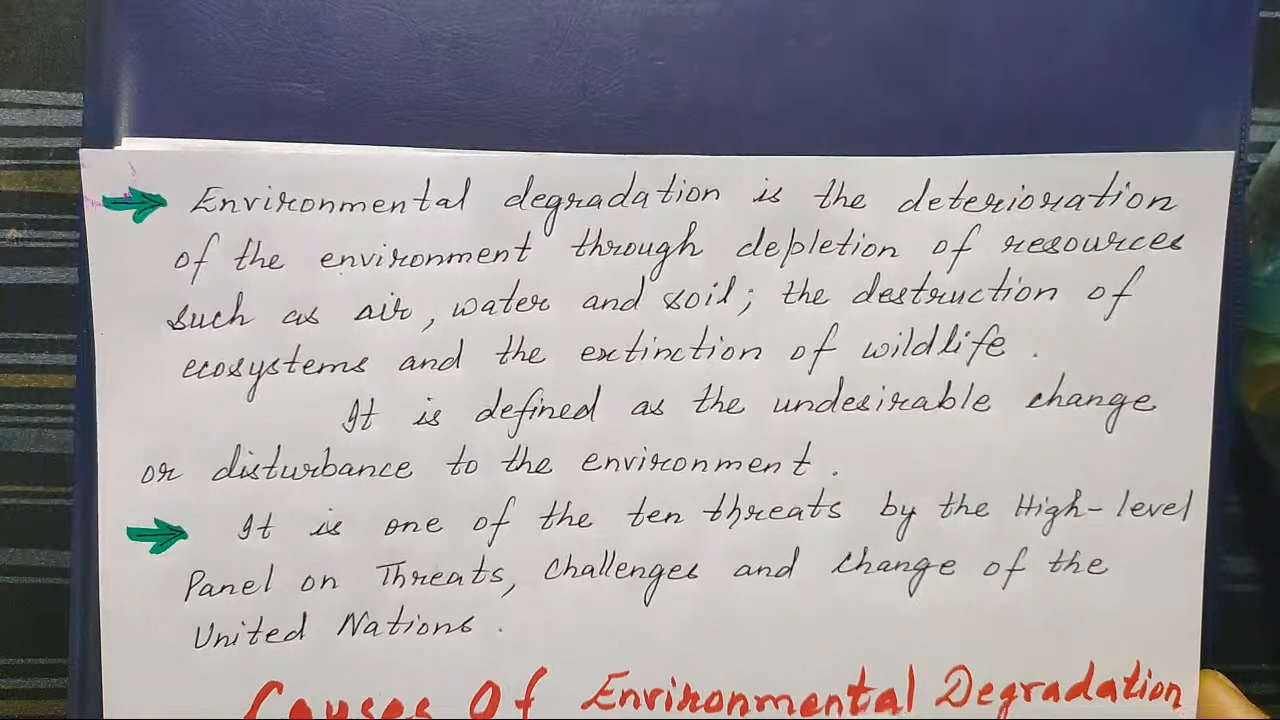 Environmental degradation is the deterioration
of the environment through depletion of resources
such as air, water and soil; the destruction of
ecosystems and the extinction of wildlife.
It is defined as the undesirable change
or disturbance to the environment.
It is one of the ten threats by the High-level
Panel on Threats, Challenges and change of the
United Nations.
Causes Of Environmental Degradation